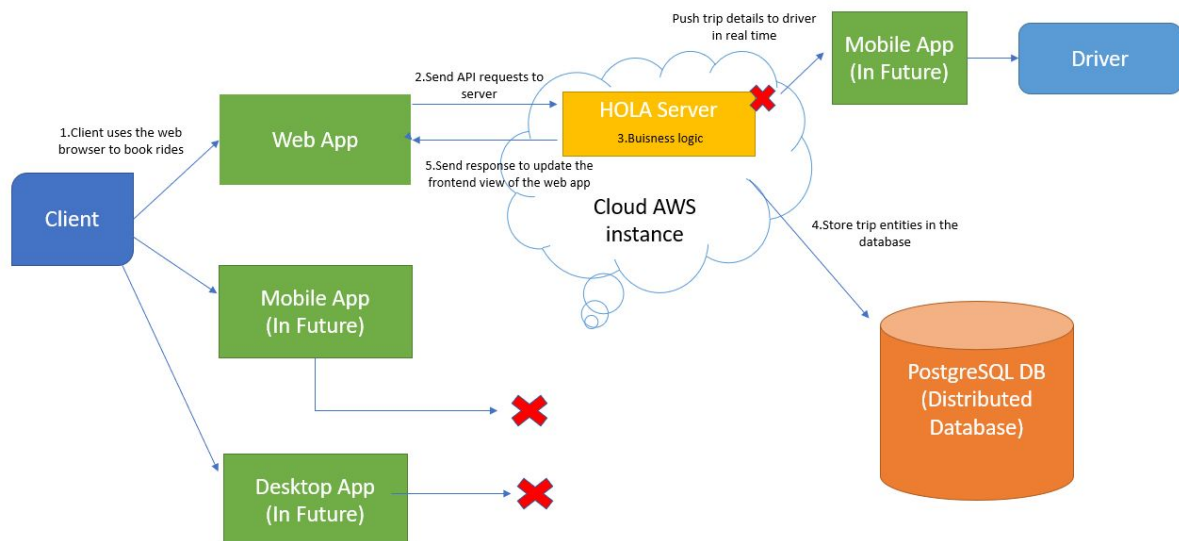 Push trip details to driver
in real time
Mobile App
(In Future)
Driver
2.Send API requests to
server
HOLA Server
3.Buisness logic
1.Client uses the web
browser to book rides
Web App
5.Send response to update the
frontend view of the web app
Client
Cloud AWS
instance
4.Store trip entities in the
database
Mobile App
(In Future)
PostgreSQL DB
(Distributed
Database)
Desktop App
(In Future)